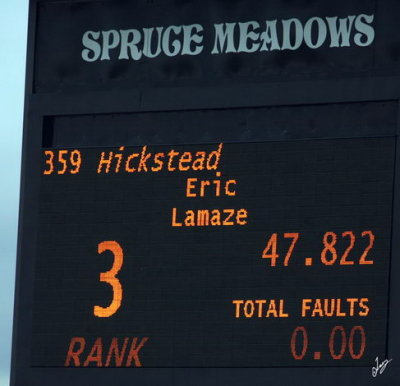 SPRUCE MEADOWS
359 Hickstead
Eric
Lamaze
3
47.822
TOTAL FAULTS
RANK
0.00